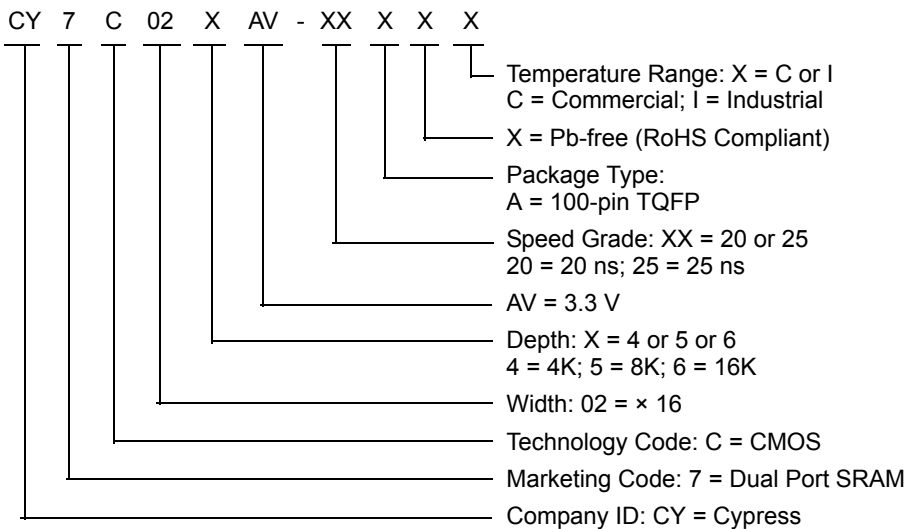 CY 7 C 02 X AV - XX X X X
Temperature Range: X = C or I
C = Commercial; I = Industrial
X = Pb-free (RoHS Compliant)
Package Type:
A = 100-pin TQFP
Speed Grade: XX = 20 or 25
20 = 20 ns; 25 = 25 ns
AV = 3.3 V
Depth: X = 4 or 5 or 6
4 = 4K; 5 = 8K; 6 = 16K
Width: 02 = × 16
Technology Code: C = CMOS
Marketing Code: 7 = Dual Port SRAM
Company ID: CY = Cypress